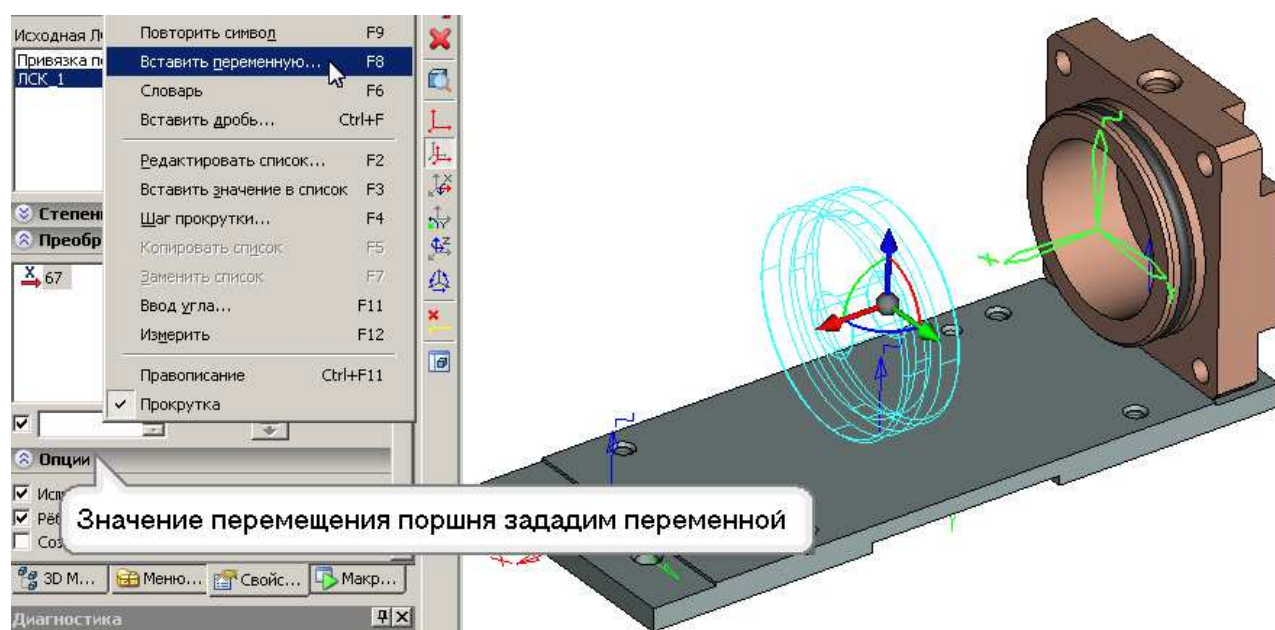 Исходная Л
Привязка п
ЛСК_1
Степен
Преобр
X 67
Повторить символ F9
Вставить переменную... F8
Словарь F6
Вставить дробь... Ctrl+F
Редактировать список... F2
Вставить значение в список F3
Шаг прокрутки... F4
Копировать список F5
Заменить список F7
Ввод угла... F11
Измерить F12
Правописание Ctrl+F11
Прокрутка
Опции
Исп
Рёб
Соз
Значение перемещения поршня зададим переменной
3D М... Меню... Свойс... Макр...
Диагностика
X
Z